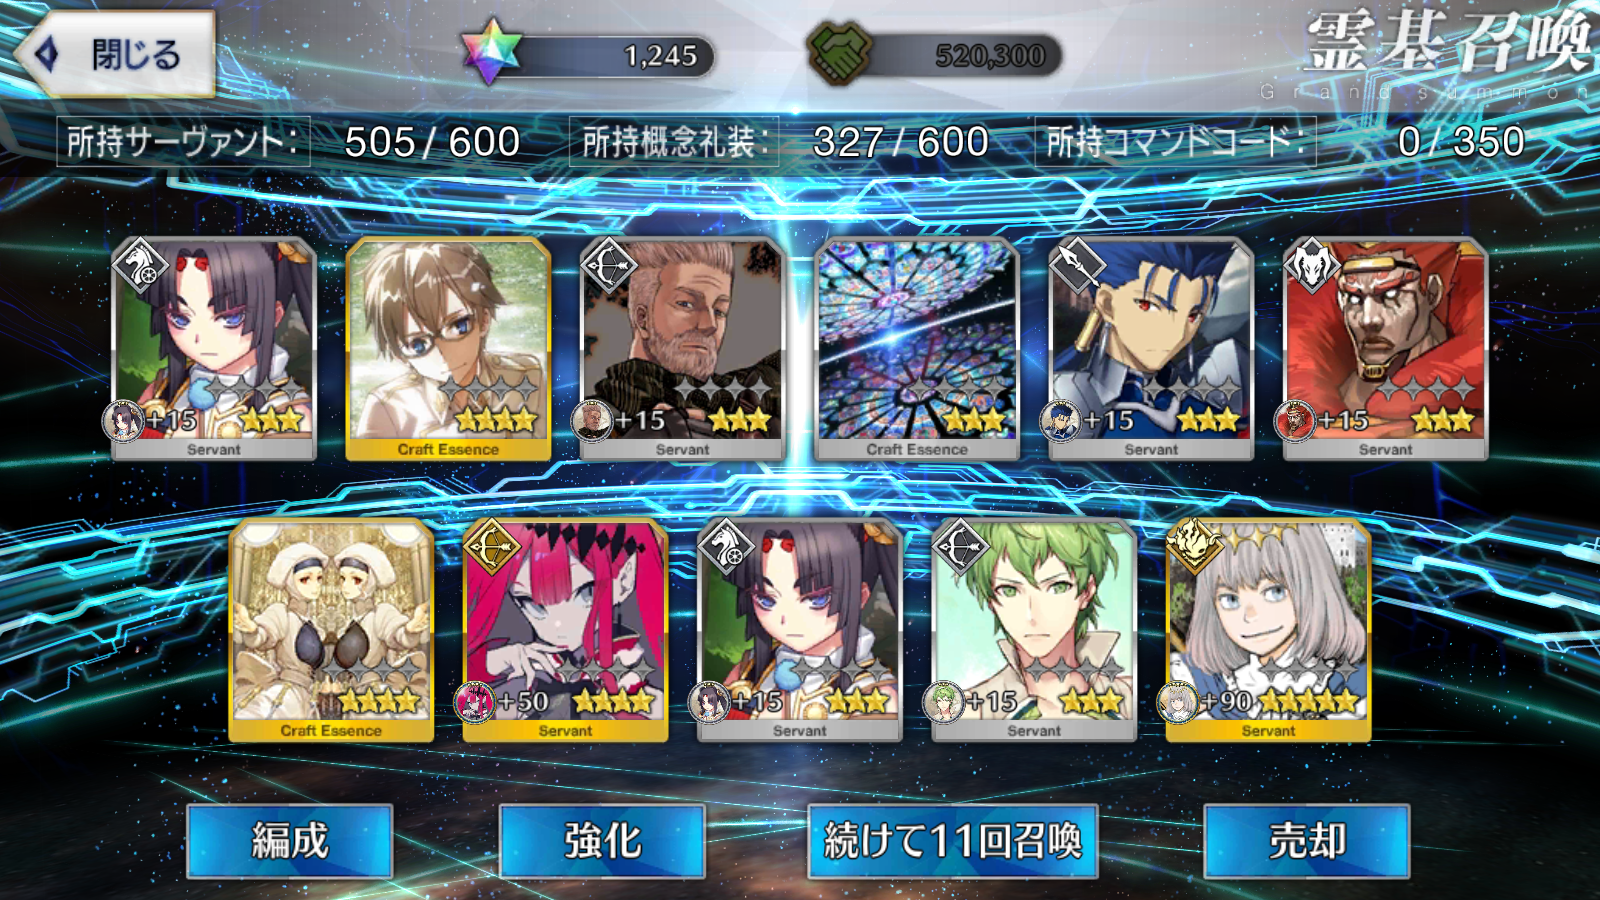 閉じる
1,245
520,300
霊基召喚
Grand summon
所持サーヴァント: 505 / 600
所持概念礼装: 327 / 600
所持コマンドコード: 0 / 350
+15
Servant
Craft Essence
+15
Servant
Craft Essence
+15
Servant
+15
Servant
Craft Essence
+50
Servant
+15
Servant
+15
Servant
+90
Servant
編成
強化
続けて11回召喚
売却